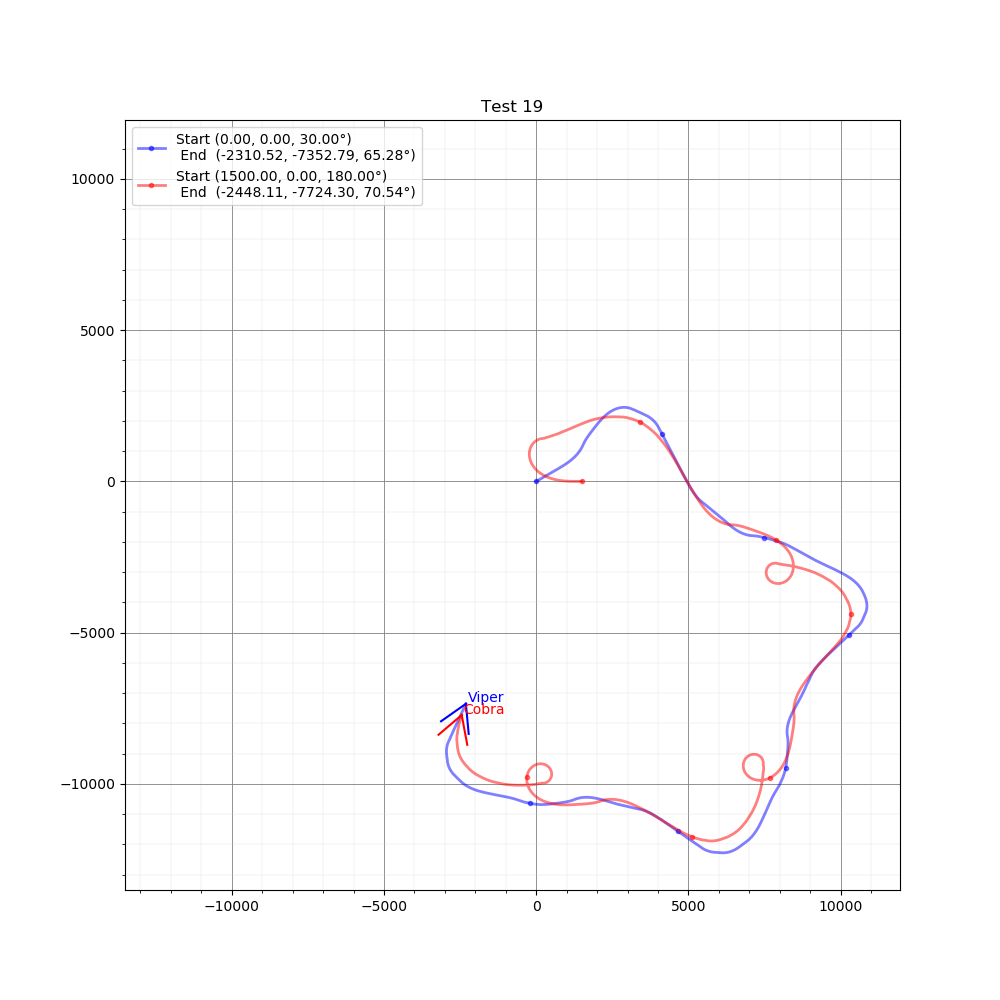 Test 19
Start (0.00, 0.00, 30.00°)
End  (-2310.52, -7352.79, 65.28°)
Start (1500.00, 0.00, 180.00°)
End  (-2448.11, -7724.30, 70.54°)
10000
5000
0
−5000
−10000
Viper
Cobra
−10000
−5000
0
5000
10000